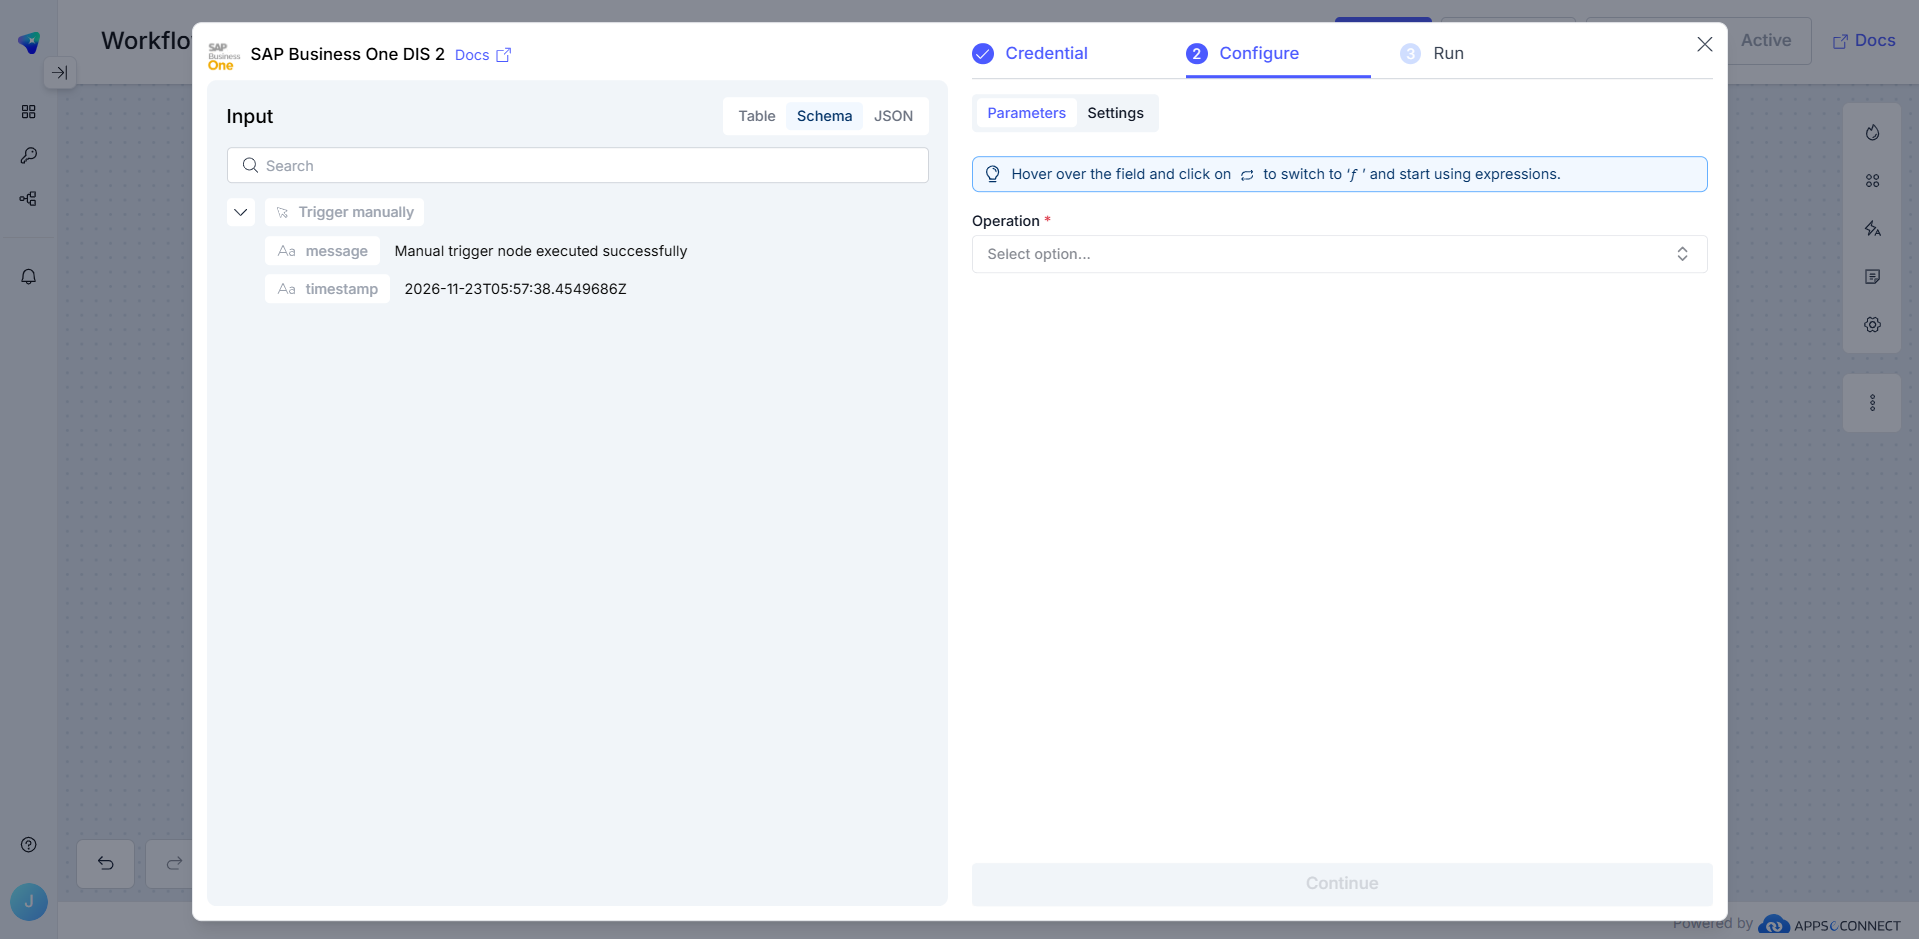 Workflo
Active
Docs
SAP
Business
One
SAP Business One DIS 2
Docs
Credential
2
Configure
3
Run
Input
Table
Schema
JSON
Search
Trigger manually
Aa message
Manual trigger node executed successfully
Aa timestamp
2026-11-23T05:57:38.4549686Z
Parameters
Settings
Hover over the field and click on to switch to ‘ƒ ’ and start using expressions.
Operation *
Select option...
Continue
J
Powered by
APPSeCONNECT